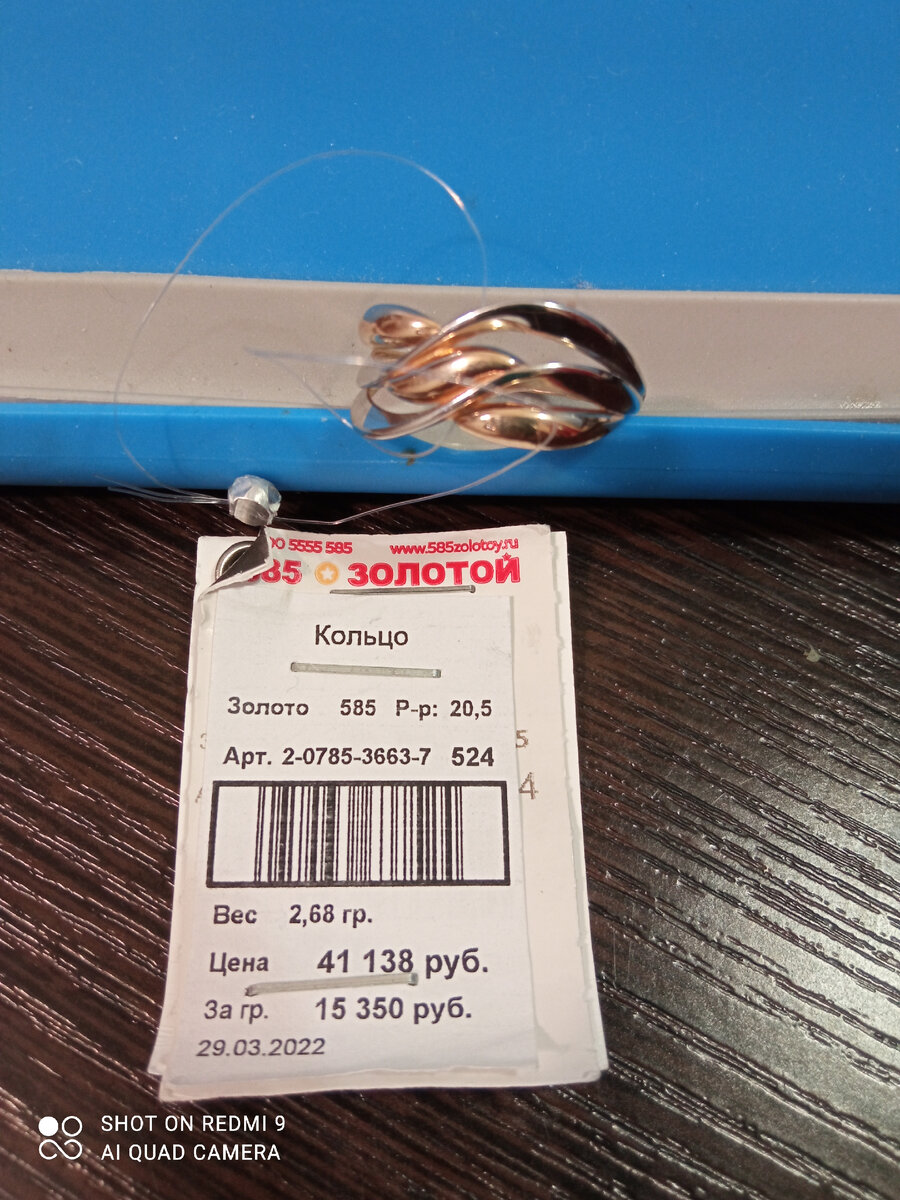 5555 585 www.585zolotoy.ru
585 ЗОЛОТОЙ
Кольцо
Золото 585 Р-р: 20,5
Арт. 2-0785-3663-7 524
Вес 2,68 гр.
Цена 41 138 руб.
За гр. 15 350 руб.
29.03.2022
SHOT ON REDMI 9
AI QUAD CAMERA